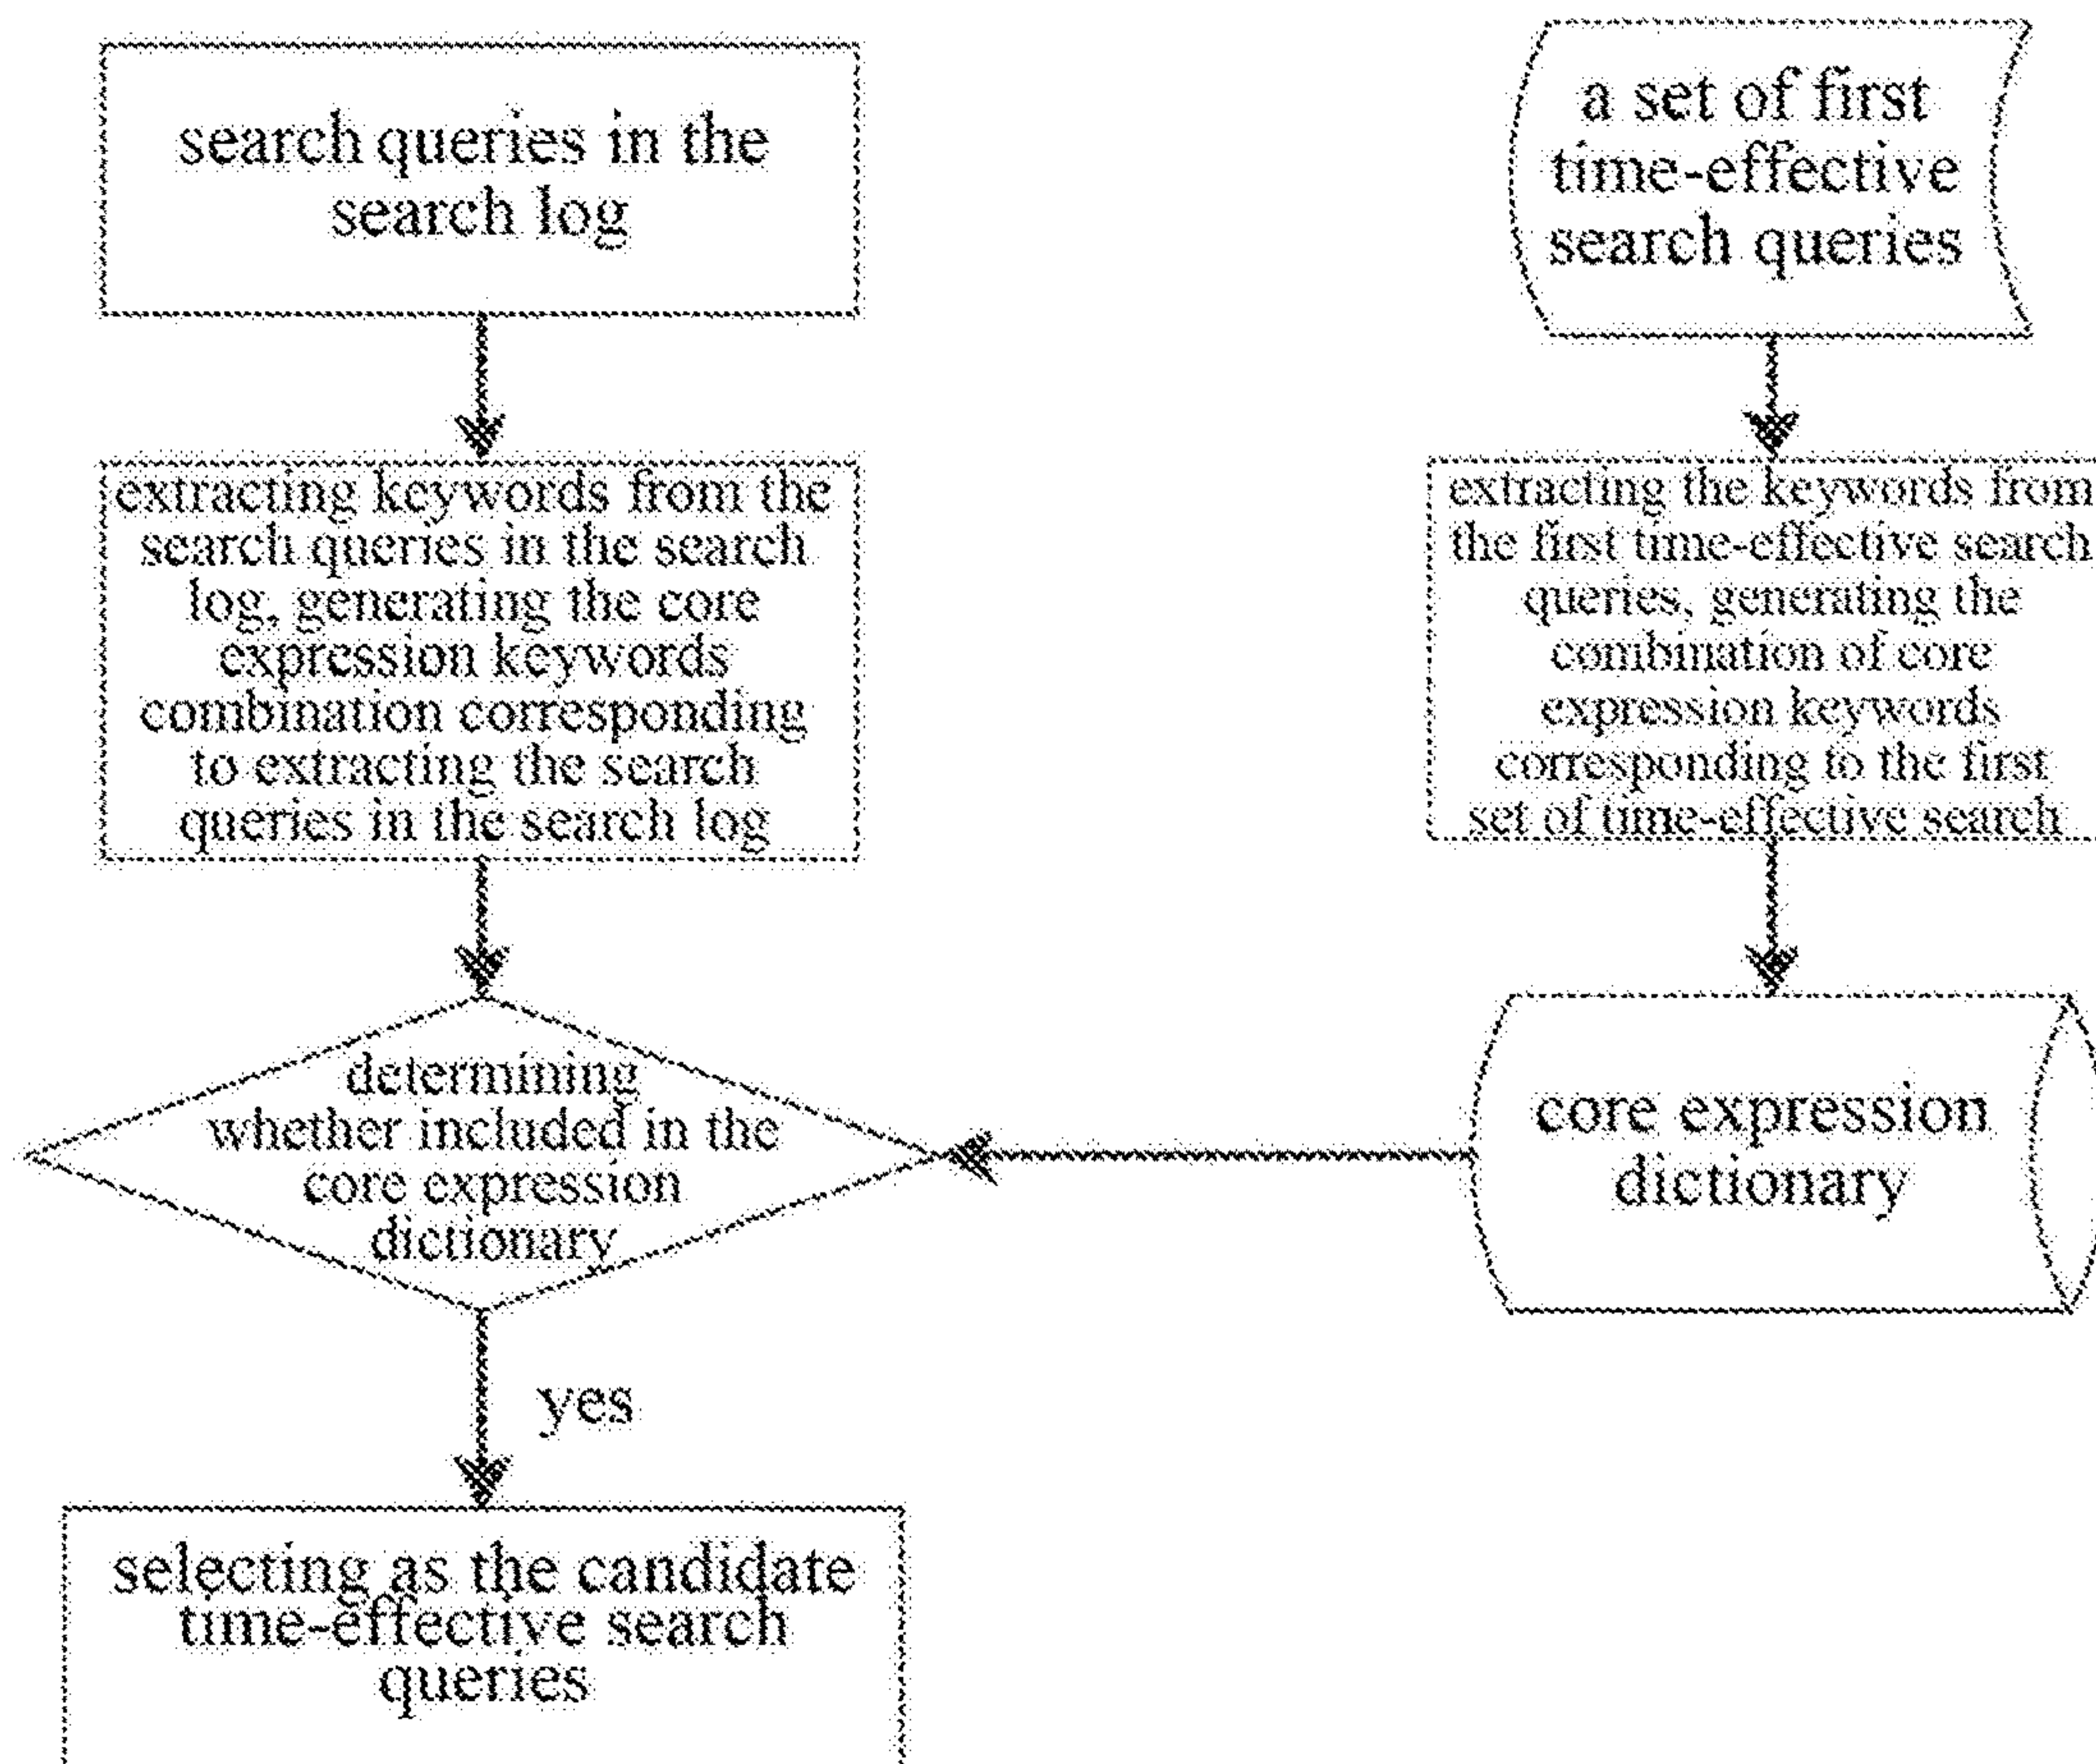 search queries in the
search log
extracting keywords from the
search queries in the search
log, generating the core
expression keywords
combination corresponding
to extracting the search
queries in the search log
determining
whether included in the
core expression
dictionary
yes
selecting as the candidate
time-effective search
queries
a set of first
time-effective
search queries
extracting the keywords from
the first time-effective search
queries, generating the
combination of core
expression keywords
corresponding to the first
set of time-effective search
core expression
dictionary